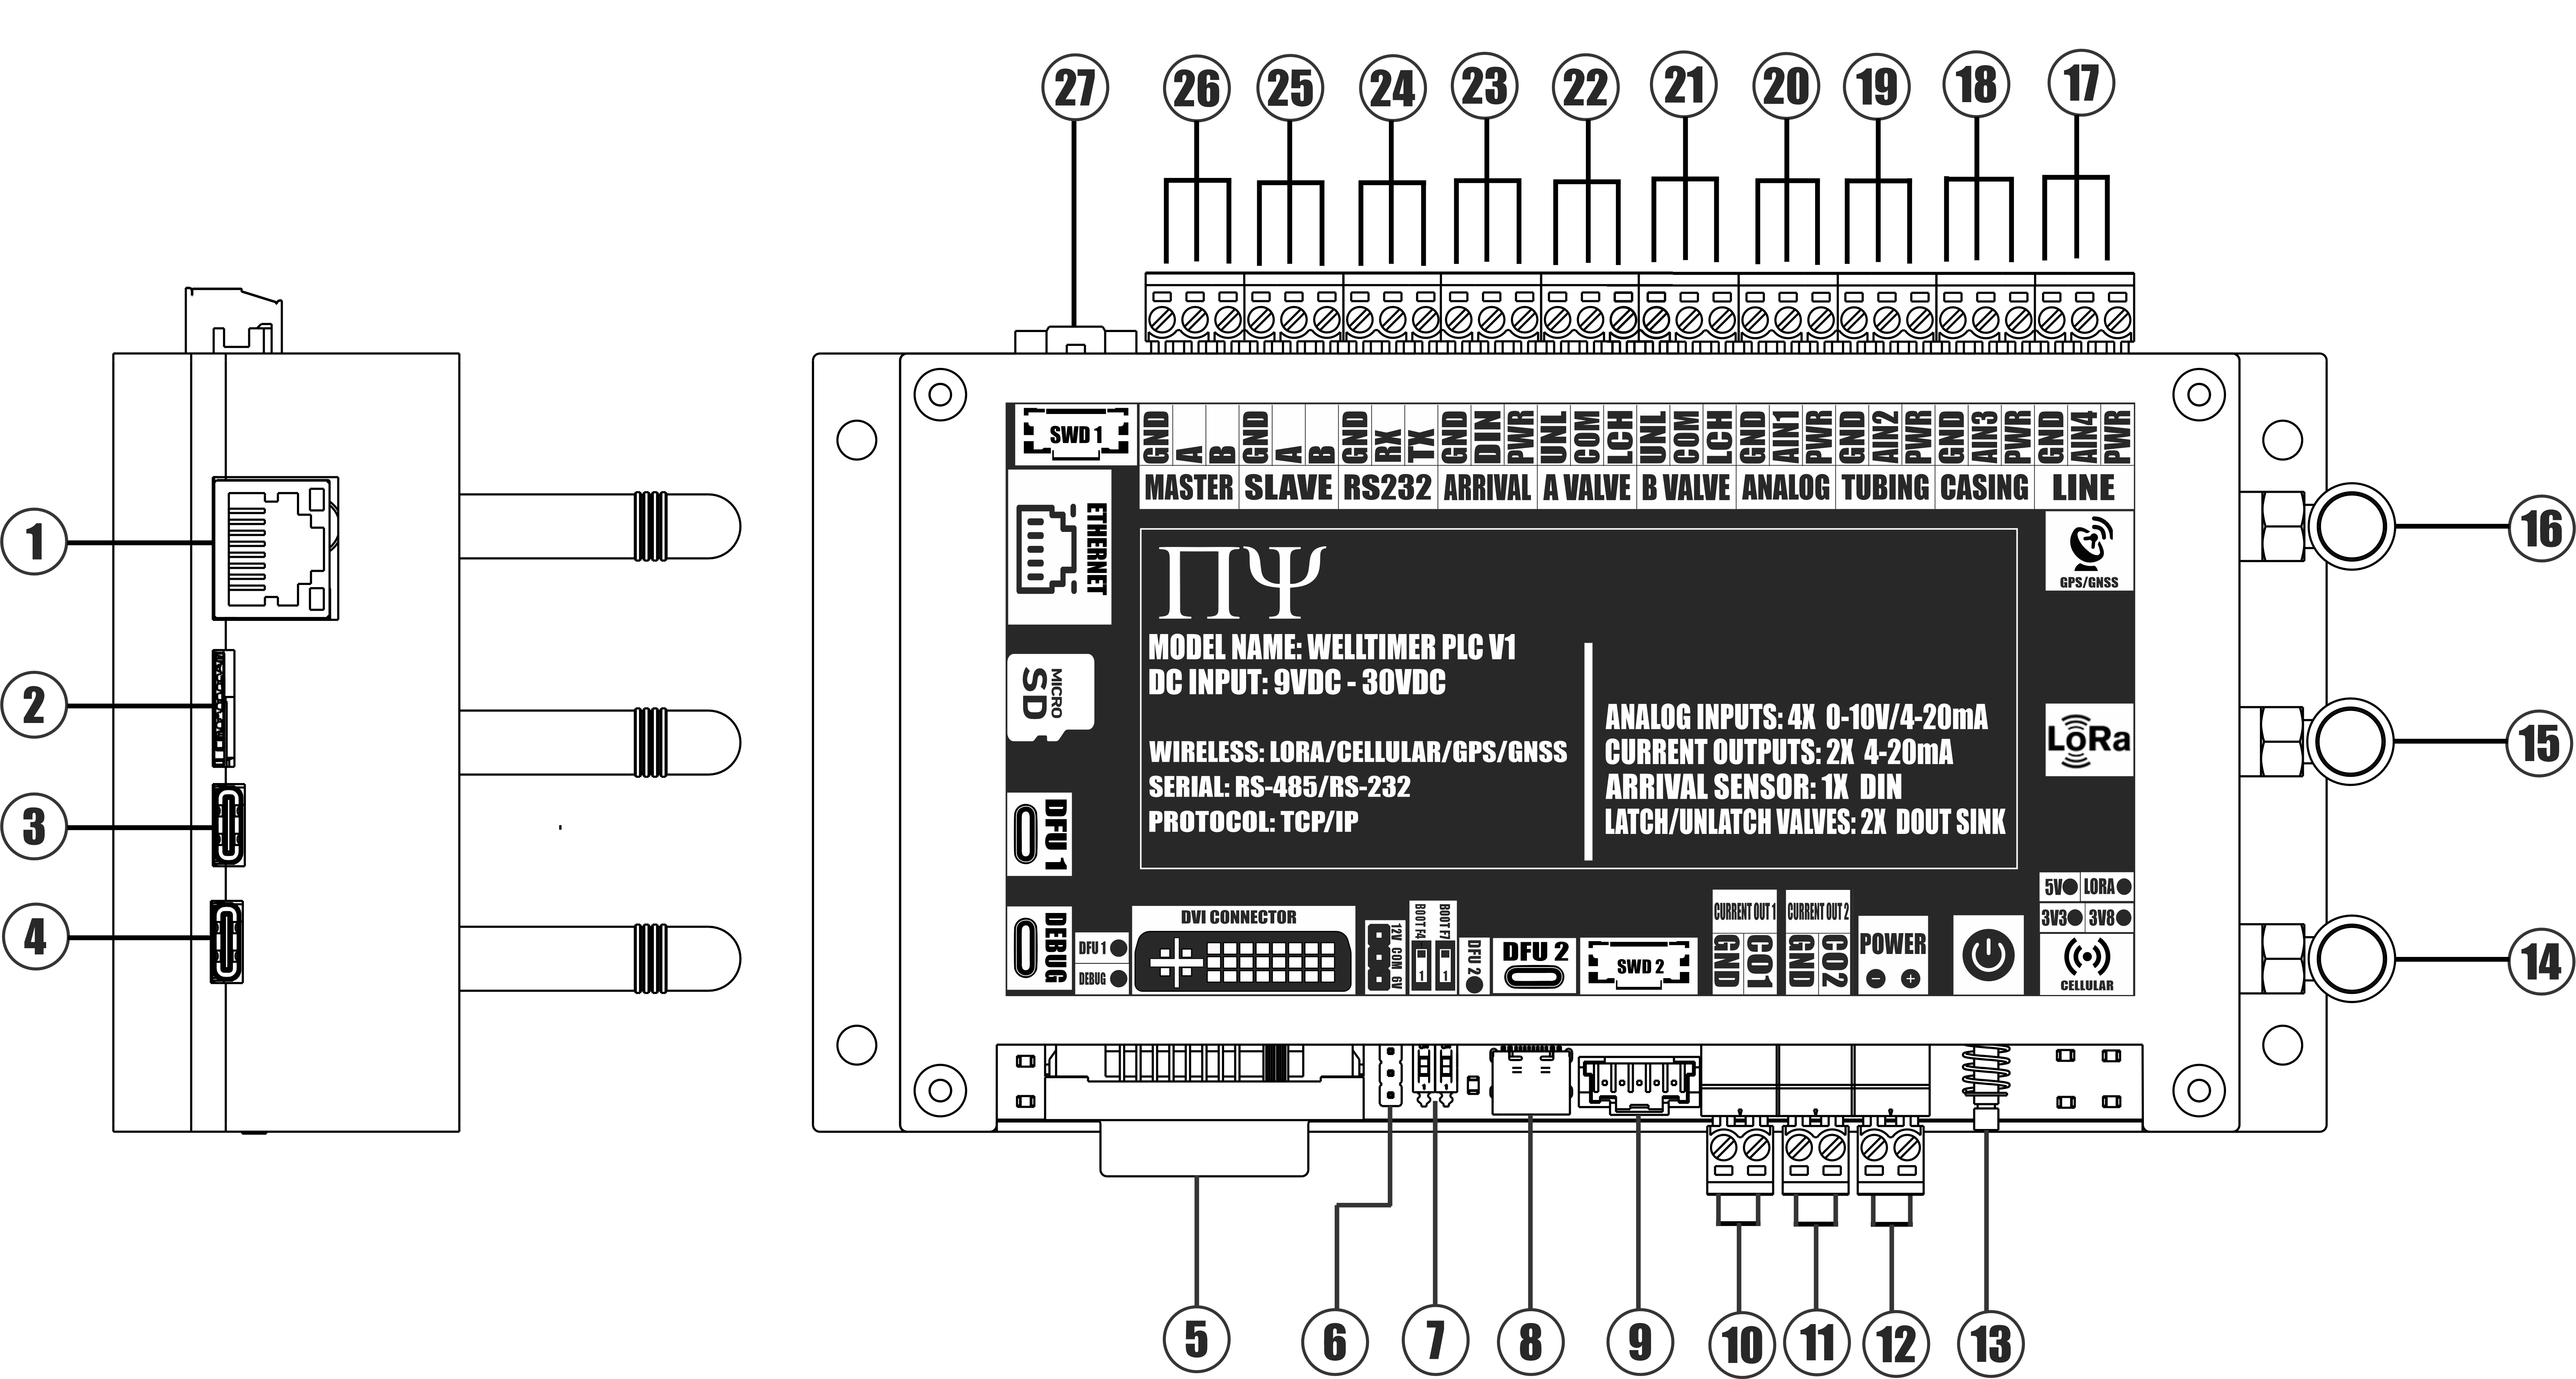 27 26 25 24 23 22 21 20 19 18 17
SWD 1
GND A B GND A B GND RX TX GND DIN PWR UNL COM LCH UNL COM LCH GND AIN1 PWR GND AIN2 PWR GND AIN3 PWR GND AIN4 PWR
MASTER SLAVE RS232 ARRIVAL A VALVE B VALVE ANALOG TUBING CASING LINE
1
ETHERNET
16
GPS/GNSS
ΠΨ
MODEL NAME: WELLTIMER PLC V1
DC INPUT: 9VDC - 30VDC
WIRELESS: LORA/CELLULAR/GPS/GNSS
SERIAL: RS-485/RS-232
PROTOCOL: TCP/IP
ANALOG INPUTS: 4X 0-10V/4-20mA
CURRENT OUTPUTS: 2X 4-20mA
ARRIVAL SENSOR: 1X DIN
LATCH/UNLATCH VALVES: 2X DOUT SINK
2
MICRO
SD
LoRa
15
3
DFU 1
4
DEBUG
DFU 1
DEBUG
DVI CONNECTOR
12V COM 6V
BOOT F4
1
BOOT F7
1
DFU 2
DFU 2
SWD 2
CURRENT OUT 1
GND CO1
CURRENT OUT 2
GND CO2
POWER
- +
5V LORA
3V3 3V8
CELLULAR
14
5 6 7 8 9 10 11 12 13